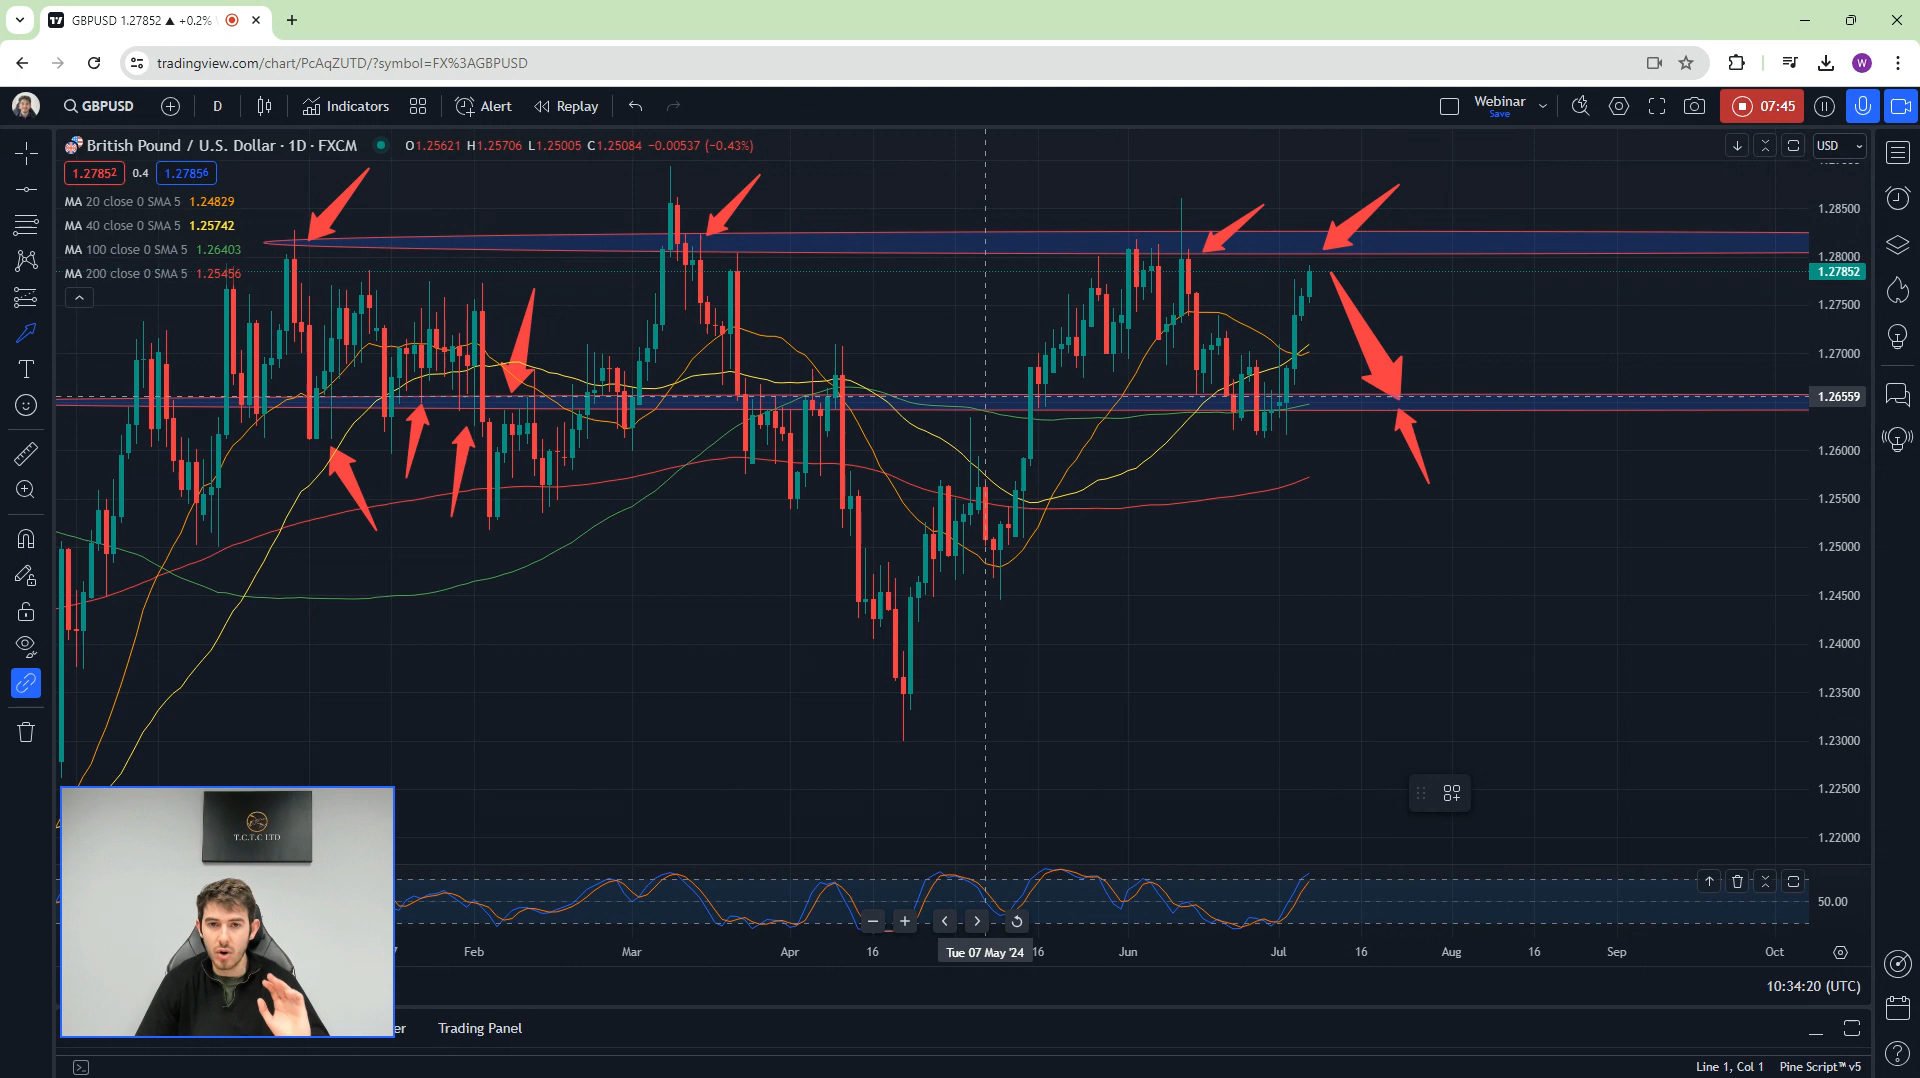 GBPUSD 1.27852 ▲ +0.2%
tradingview.com/chart/PcAqZUTD/?symbol=FX%3AGBPUSD
W
GBPUSD
D
Indicators
Alert
Replay
Webinar
Save
07:45
British Pound / U.S. Dollar · 1D · FXCM
O1.25621 H1.25706 L1.25005 C1.25084 −0.00537 (−0.43%)
USD
1.27852
0.4
1.27856
MA 20 close 0 SMA 5 1.24829
MA 40 close 0 SMA 5 1.25742
MA 100 close 0 SMA 5 1.26403
MA 200 close 0 SMA 5 1.25456
1.28500
1.28000
1.27852
1.27500
1.27000
1.26559
1.26000
1.25500
1.25000
1.24500
1.24000
1.23500
1.23000
1.22500
1.22000
T.C.T.C LTD
50.00
Feb
Mar
Apr
16
Tue 07 May '24
16
Jun
Jul
16
Aug
16
Sep
Oct
10:34:20 (UTC)
er
Trading Panel
Line 1, Col 1
Pine Script™ v5